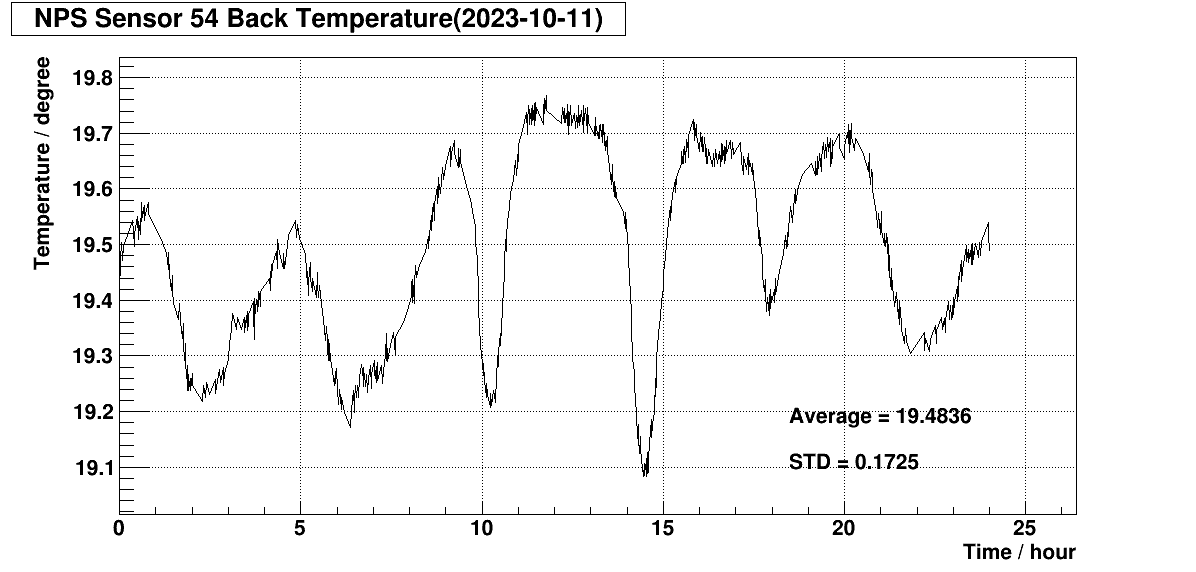 NPS Sensor 54 Back Temperature(2023-10-11)
Temperature / degree
19.8
19.7
19.6
19.5
19.4
19.3
19.2
19.1
Average = 19.4836
STD = 0.1725
0 5 10 15 20 25
Time / hour